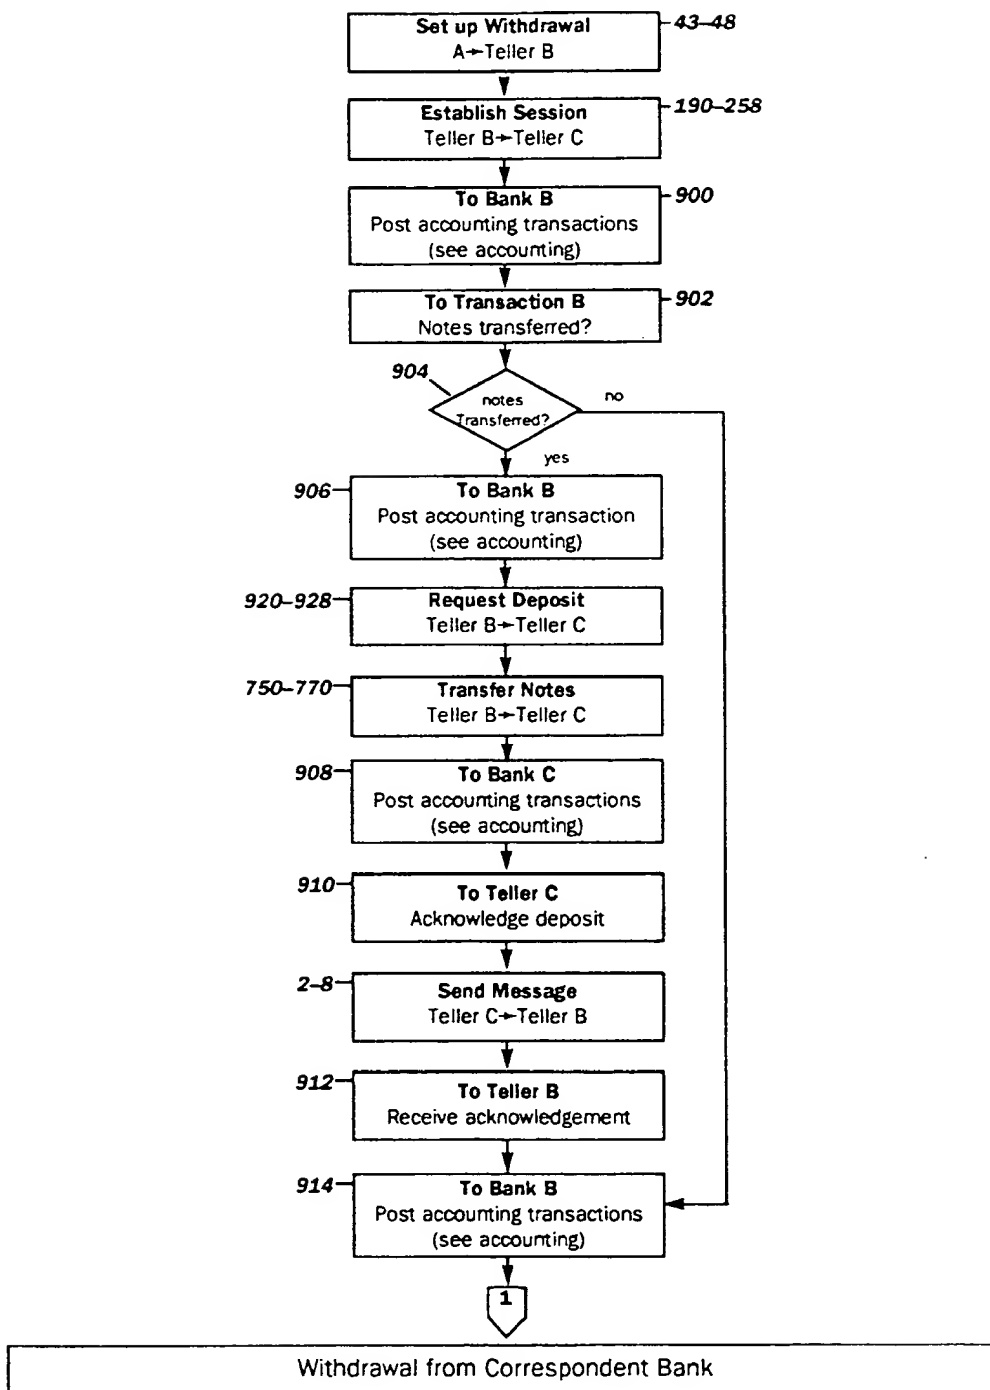 Set up Withdrawal
A→Teller B
43–48
Establish Session
Teller B→Teller C
190–258
To Bank B
Post accounting transactions
(see accounting)
900
To Transaction B
Notes transferred?
902
904
notes
Transferred?
no
yes
906
To Bank B
Post accounting transaction
(see accounting)
920–928
Request Deposit
Teller B→Teller C
750–770
Transfer Notes
Teller B→Teller C
908
To Bank C
Post accounting transactions
(see accounting)
910
To Teller C
Acknowledge deposit
2–8
Send Message
Teller C→Teller B
912
To Teller B
Receive acknowledgement
914
To Bank B
Post accounting transactions
(see accounting)
1
Withdrawal from Correspondent Bank